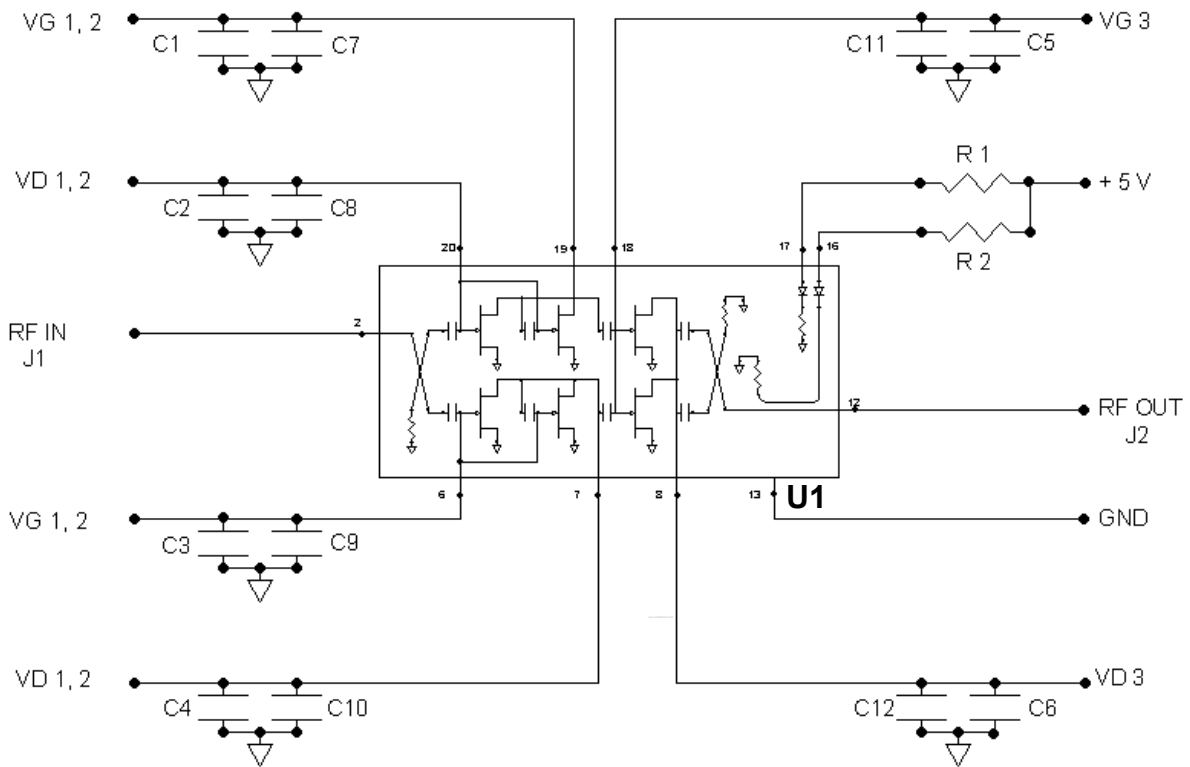 VG 1, 2
C1
C7
C11
C5
VG 3
VD 1, 2
C2
C8
R 1
+ 5 V
R 2
20
19
18
17
16
RF IN
J1
2
12
RF OUT
J2
6
7
8
13
U1
VG 1, 2
C3
C9
GND
VD 1, 2
C4
C10
C12
C6
VD 3